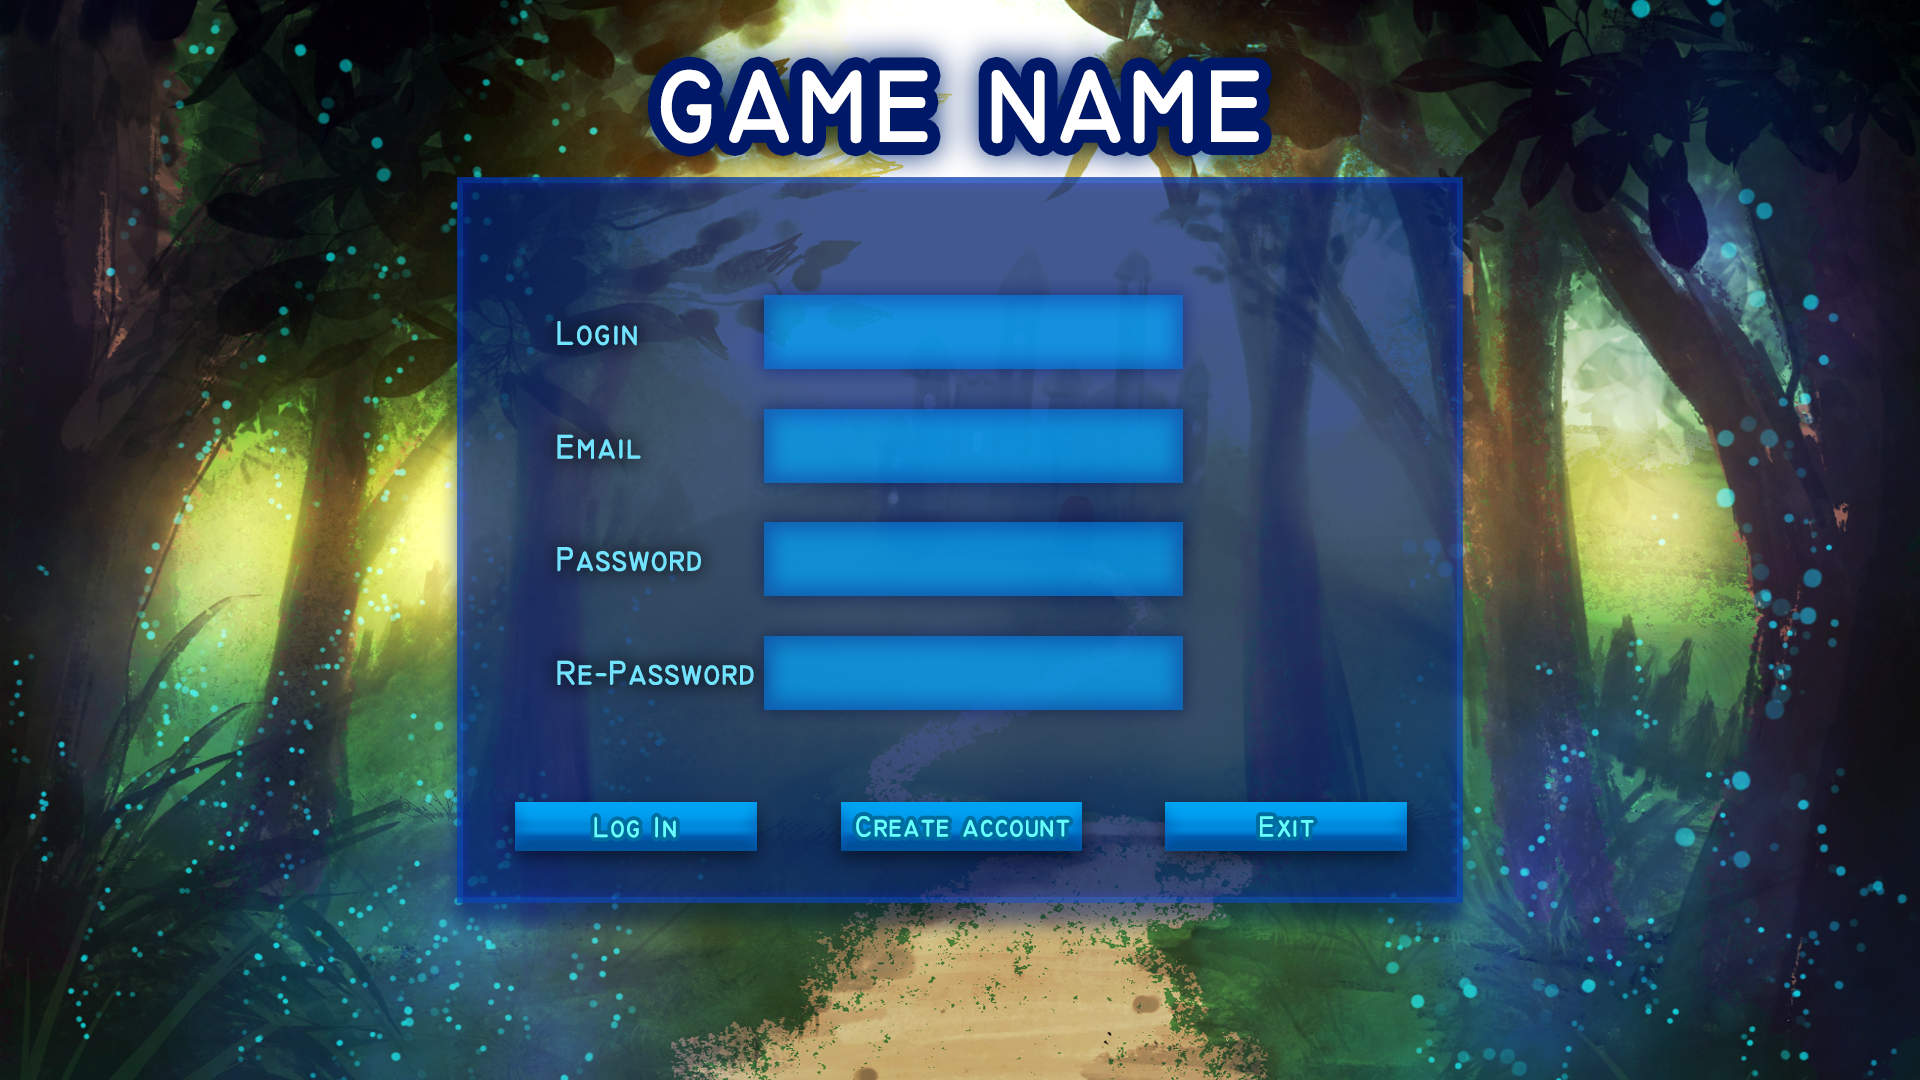 GAME NAME
LOGIN
EMAIL
PASSWORD
RE-PASSWORD
LOG IN
CREATE ACCOUNT
EXIT